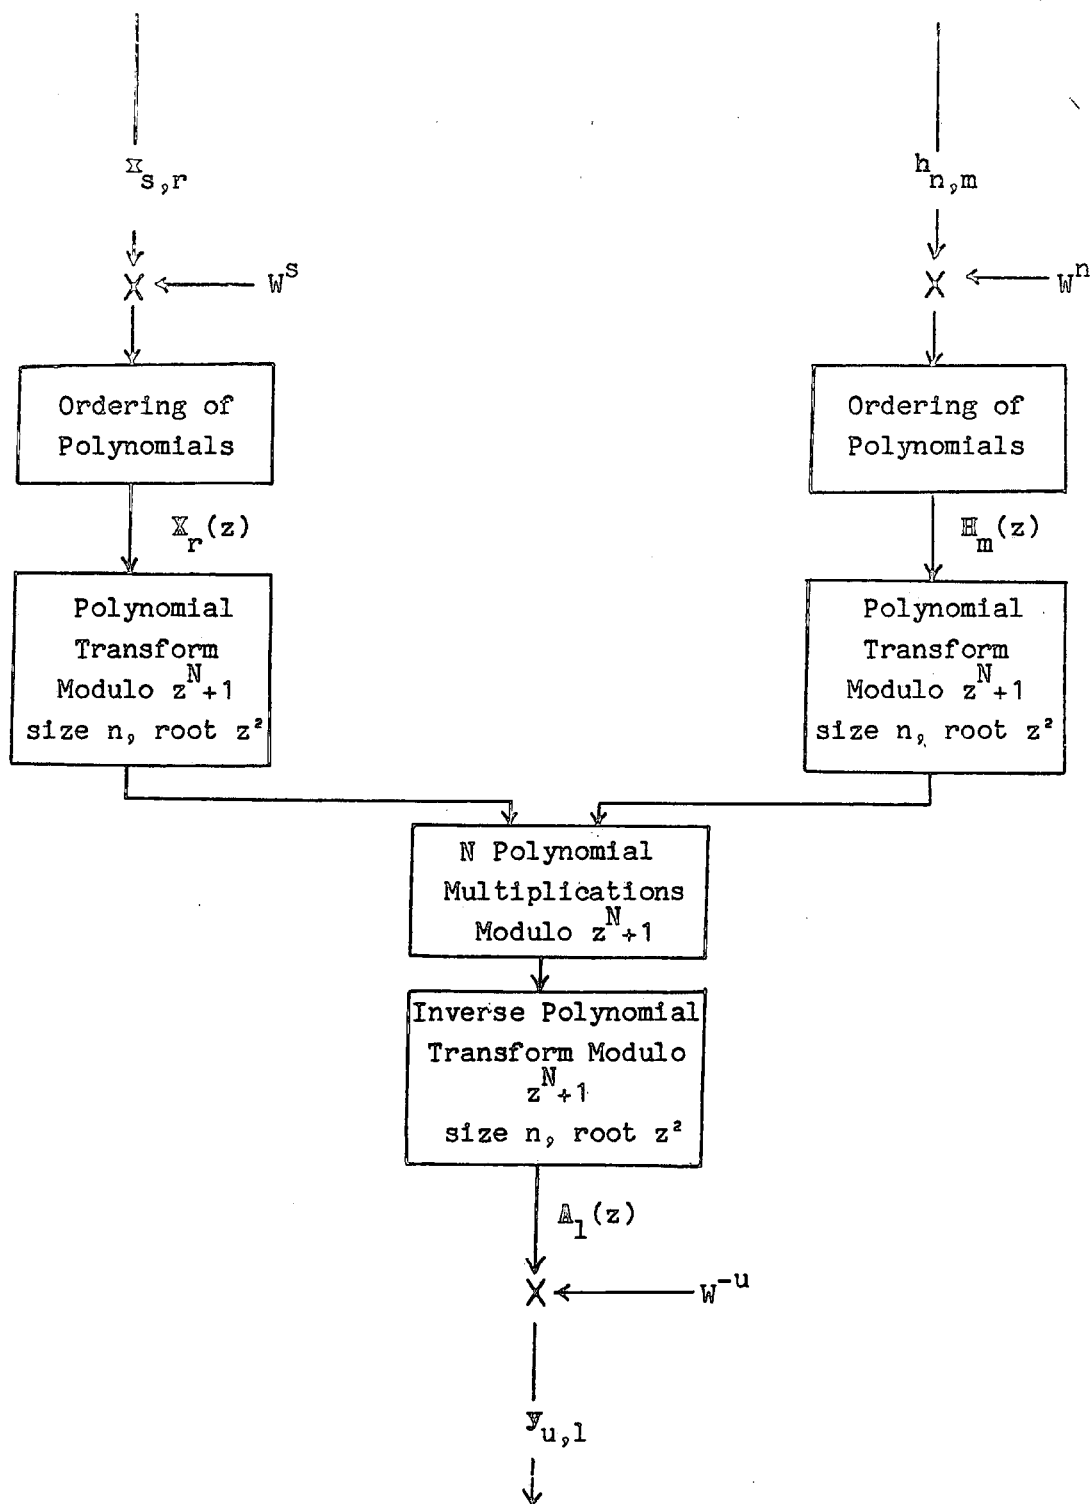 x_{s,r}
h_{n,m}
X
W^s
X
W^n
Ordering of
Polynomials
Ordering of
Polynomials
X_r(z)
H_m(z)
Polynomial
Transform
Modulo z^N+1
size n, root z²
Polynomial
Transform
Modulo z^N+1
size n, root z²
N Polynomial
Multiplications
Modulo z^N+1
Inverse Polynomial
Transform Modulo
z^N+1
size n, root z²
A_l(z)
X
W^{-u}
y_{u,l}